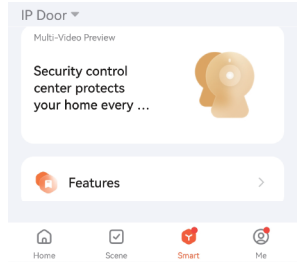 IP Door
Multi-Video Preview
Security control
center protects
your home every ...
Features
Home Scene Smart Me